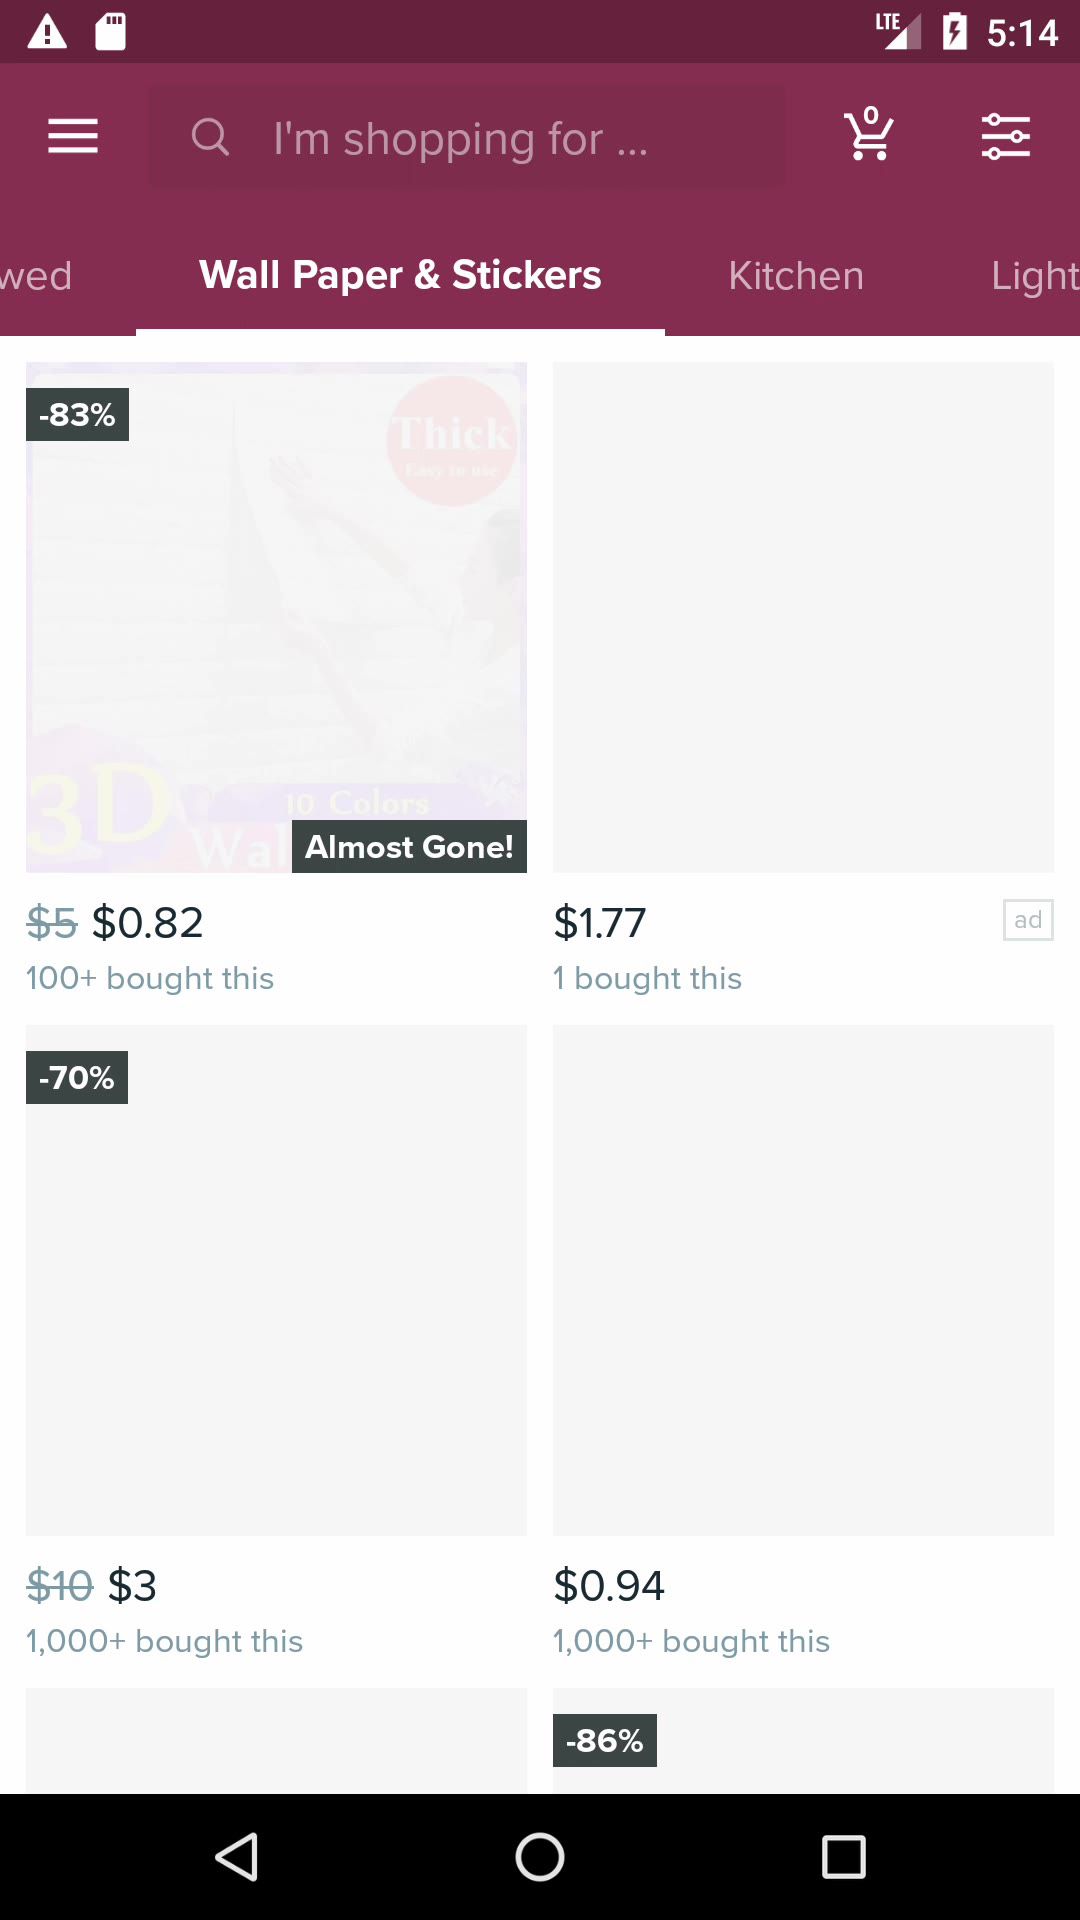 LTE 5:14
0
I'm shopping for ...
wed Wall Paper & Stickers Kitchen Light
-83%
Thick
Easy to use
3D
10 Colors
Wal
Almost Gone!
$5 $0.82
100+ bought this
$1.77
ad
1 bought this
-70%
$10 $3
1,000+ bought this
$0.94
1,000+ bought this
-86%